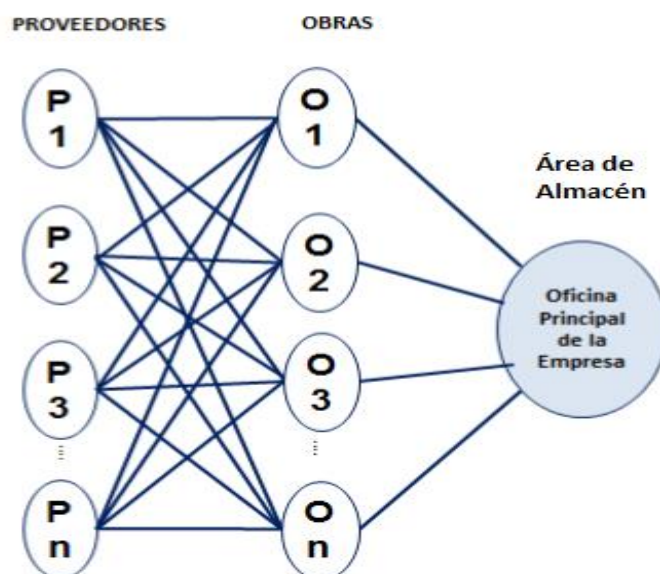 PROVEEDORES
OBRAS
P
1
O
1
Área de
Almacén
P
2
O
2
Oficina
Principal
de la
Empresa
P
3
O
3
P
n
O
n